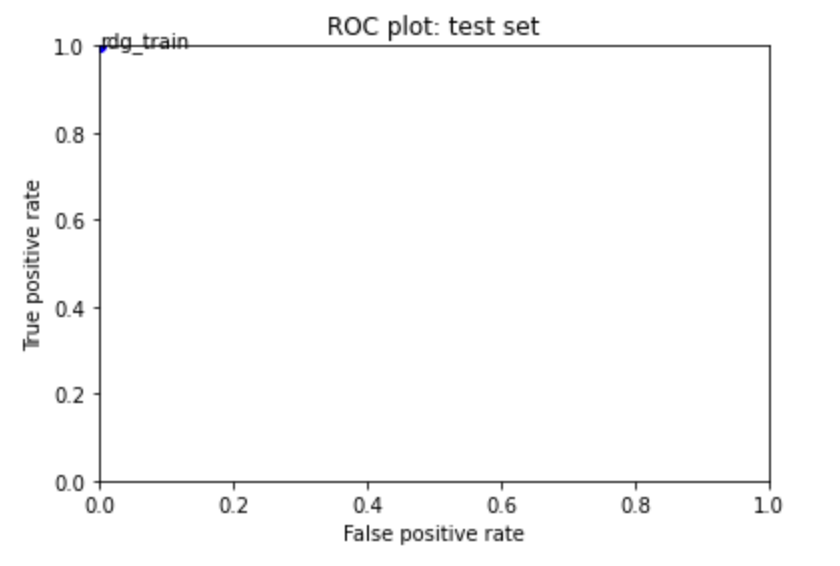 ROC plot: test set
rdg_train
1.0
0.8
0.6
0.4
0.2
0.0
True positive rate
0.0 0.2 0.4 0.6 0.8 1.0
False positive rate